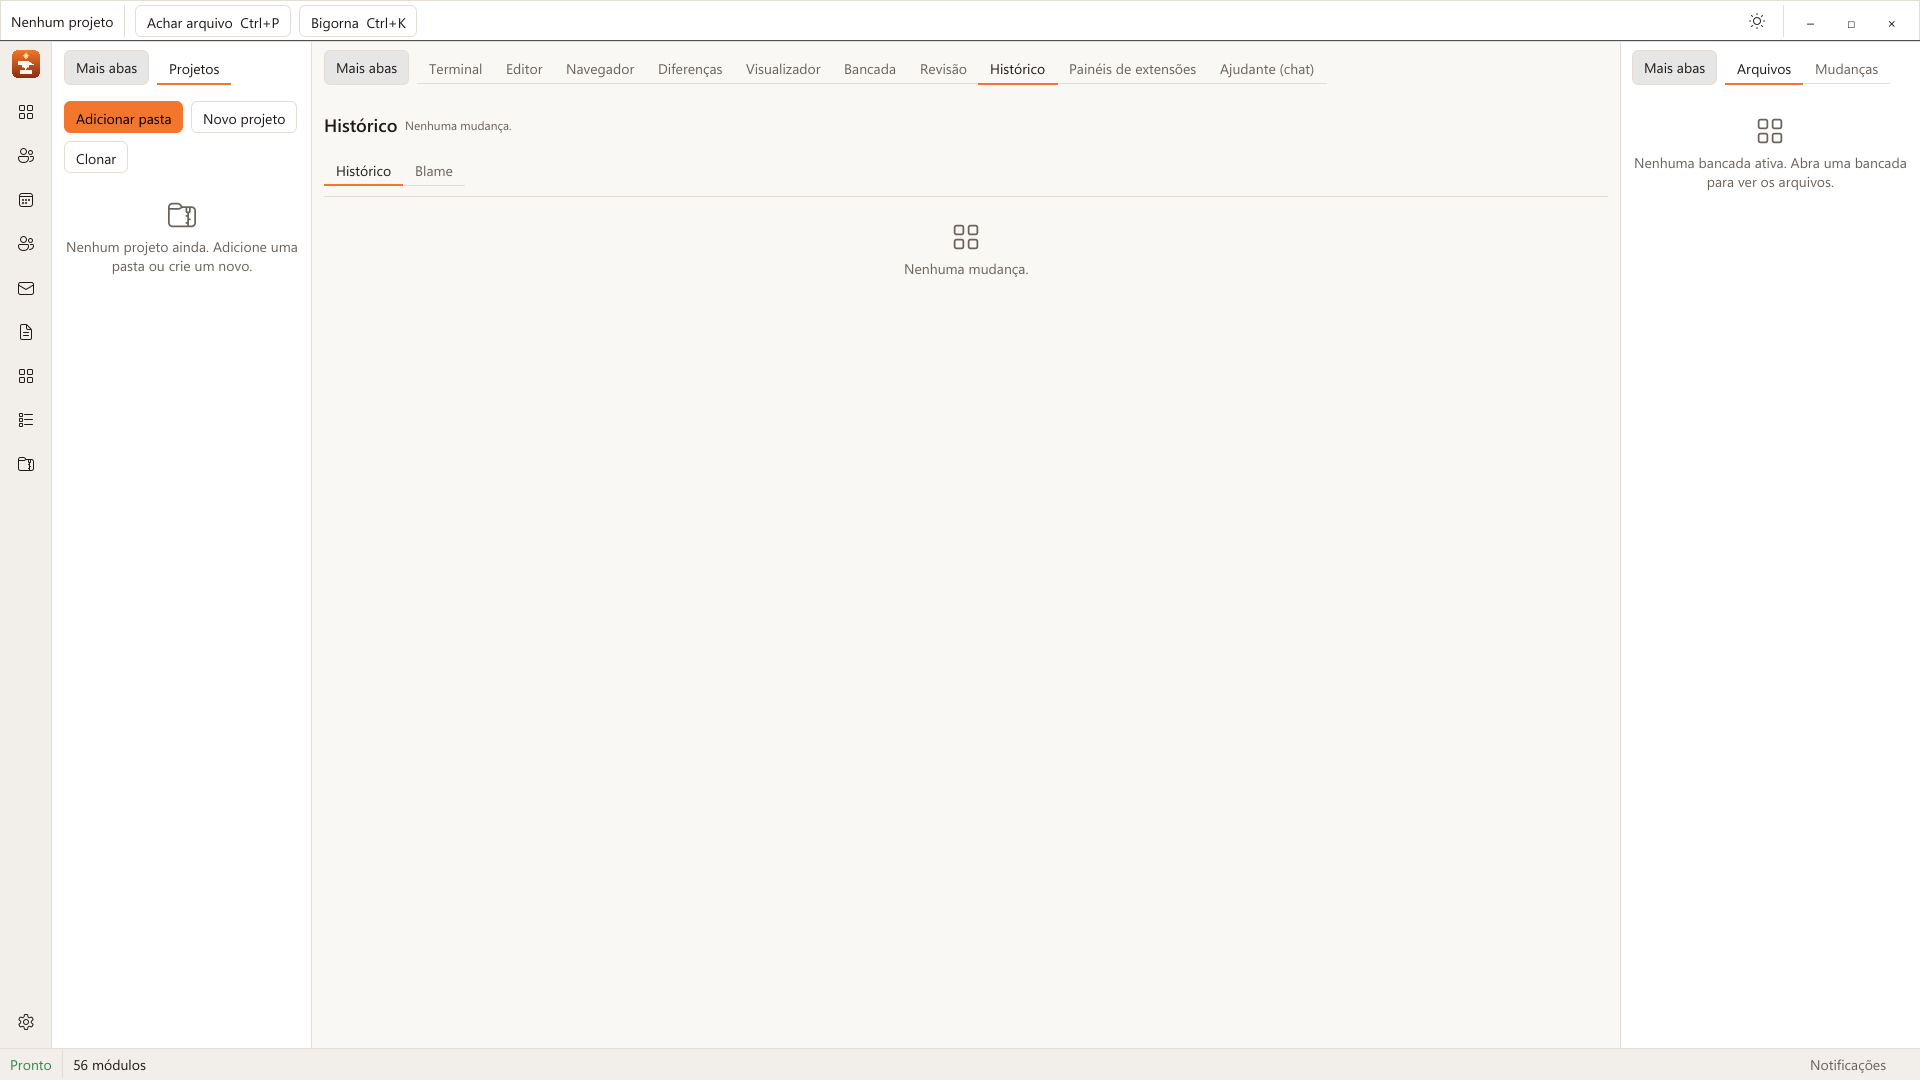 Nenhum projeto
Achar arquivo Ctrl+P
Bigorna Ctrl+K
Mais abas
Projetos
Adicionar pasta
Novo projeto
Clonar
Nenhum projeto ainda. Adicione uma
pasta ou crie um novo.
Mais abas
Terminal
Editor
Navegador
Diferenças
Visualizador
Bancada
Revisão
Histórico
Painéis de extensões
Ajudante (chat)
Histórico Nenhuma mudança.
Histórico
Blame
Nenhuma mudança.
Mais abas
Arquivos
Mudanças
Nenhuma bancada ativa. Abra uma bancada
para ver os arquivos.
Pronto
56 módulos
Notificações